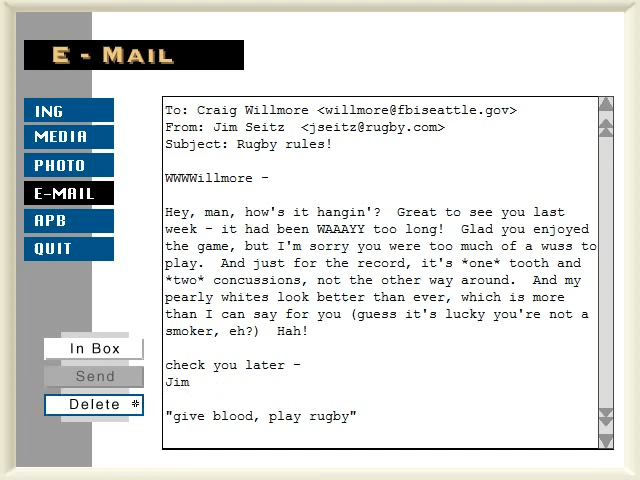 E - Mail
ING
MEDIA
PHOTO
E-MAIL
APB
QUIT
In Box
Send
Delete *
To: Craig Willmore <willmore@fbiseattle.gov>
From: Jim Seitz  <jseitz@rugby.com>
Subject: Rugby rules!
WWWWillmore -
Hey, man, how's it hangin'?  Great to see you last
week - it had been WAAAYY too long!  Glad you enjoyed
the game, but I'm sorry you were too much of a wuss to
play.  And just for the record, it's *one* tooth and
*two* concussions, not the other way around.  And my
pearly whites look better than ever, which is more
than I can say for you (guess it's lucky you're not a
smoker, eh?)  Hah!
check you later -
Jim
"give blood, play rugby"